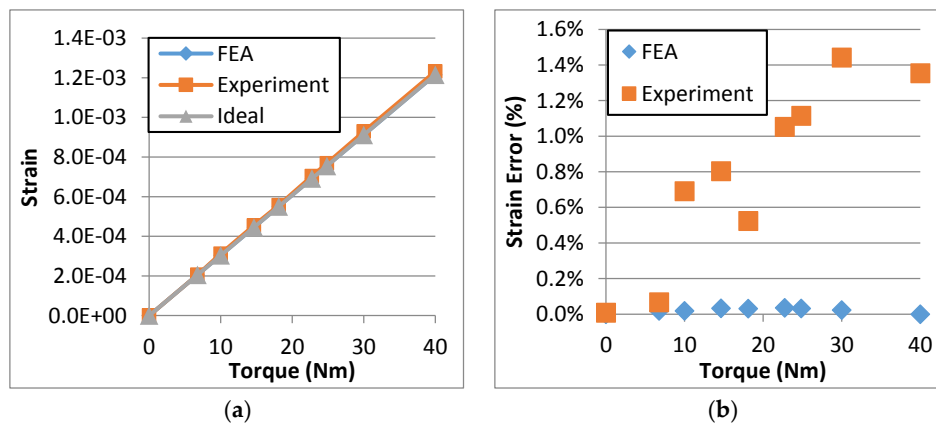 1.4E-03
1.2E-03
1.0E-03
8.0E-04
6.0E-04
4.0E-04
2.0E-04
0.0E+00
Strain
FEA
Experiment
Ideal
0 10 20 30 40
Torque (Nm)
(a)
1.6%
1.4%
1.2%
1.0%
0.8%
0.6%
0.4%
0.2%
0.0%
Strain Error (%)
FEA
Experiment
0 10 20 30 40
Torque (Nm)
(b)